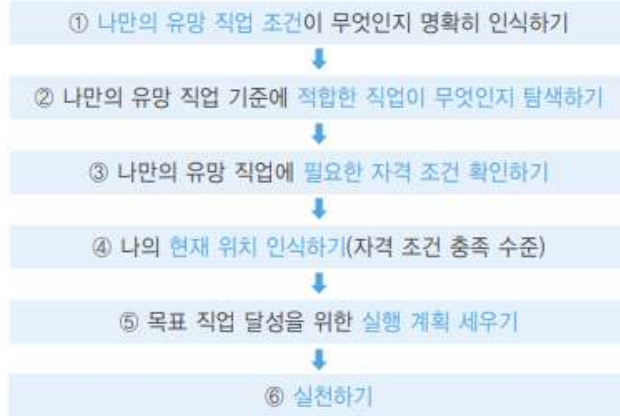 ① 나만의 유망 직업 조건이 무엇인지 명확히 인식하기
② 나만의 유망 직업 기준에 적합한 직업이 무엇인지 탐색하기
③ 나만의 유망 직업에 필요한 자격 조건 확인하기
④ 나의 현재 위치 인식하기(자격 조건 충족 수준)
⑤ 목표 직업 달성을 위한 실행 계획 세우기
⑥ 실천하기